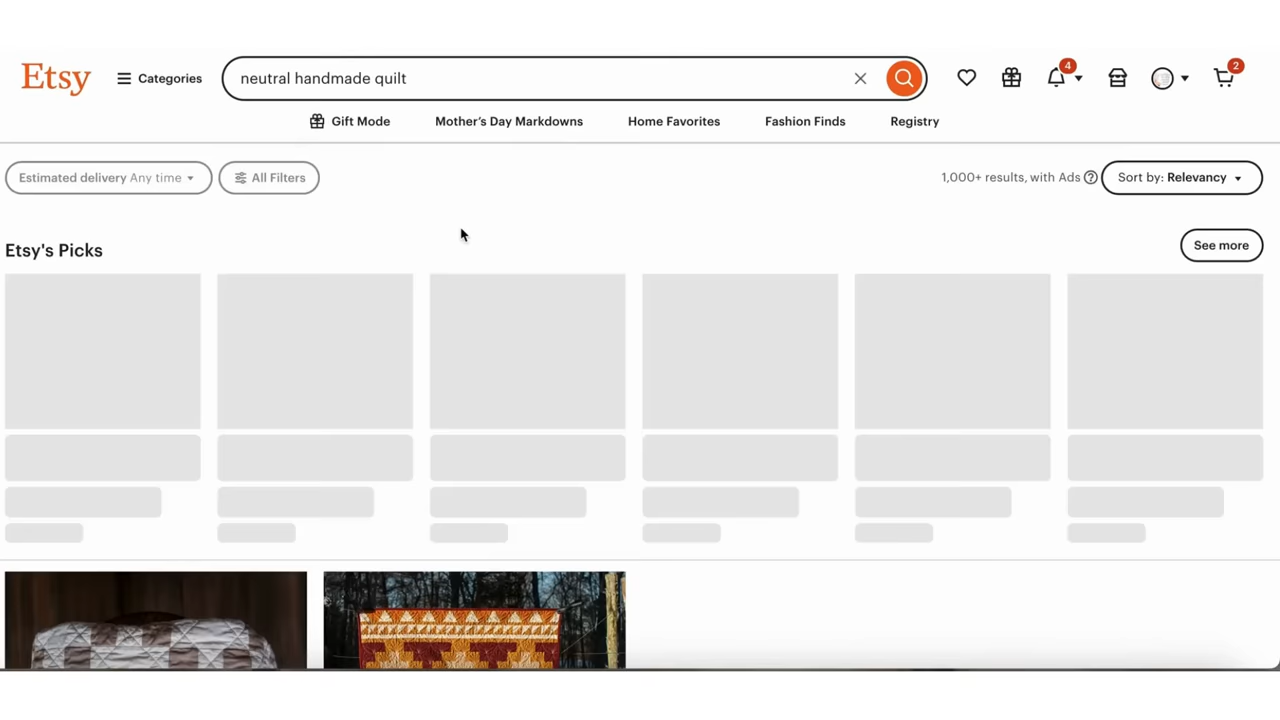 Etsy
Categories
neutral handmade quilt
4
2
Gift Mode
Mother's Day Markdowns
Home Favorites
Fashion Finds
Registry
Estimated delivery Any time
All Filters
1,000+ results, with Ads ?
Sort by: Relevancy
Etsy's Picks
See more